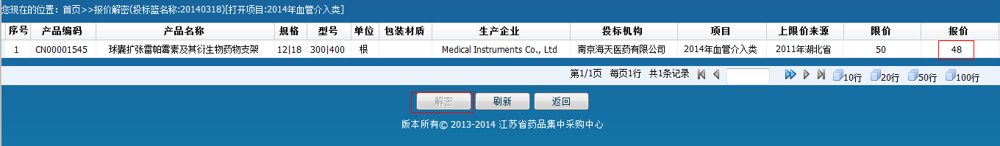 您现在的位置：首页>>报价解密(投标篮名称:20140318)[打开项目:2014年血管介入类]
序号 产品编码 产品名称 规格 型号 单位 包装材质 生产企业 投标机构 项目 上限价来源 限价 报价
1 CN00001545 球囊扩张雷帕霉素及其衍生物药物支架 12|18 300|400 根 Medical Instruments Co., Ltd 南京海天医药有限公司 2014年血管介入类 2011年湖北省 50 48
第1/1页 每页1行 共1条记录 10行 20行 50行 100行
解密 刷新 返回
版本所有© 2013-2014 江苏省药品集中采购中心